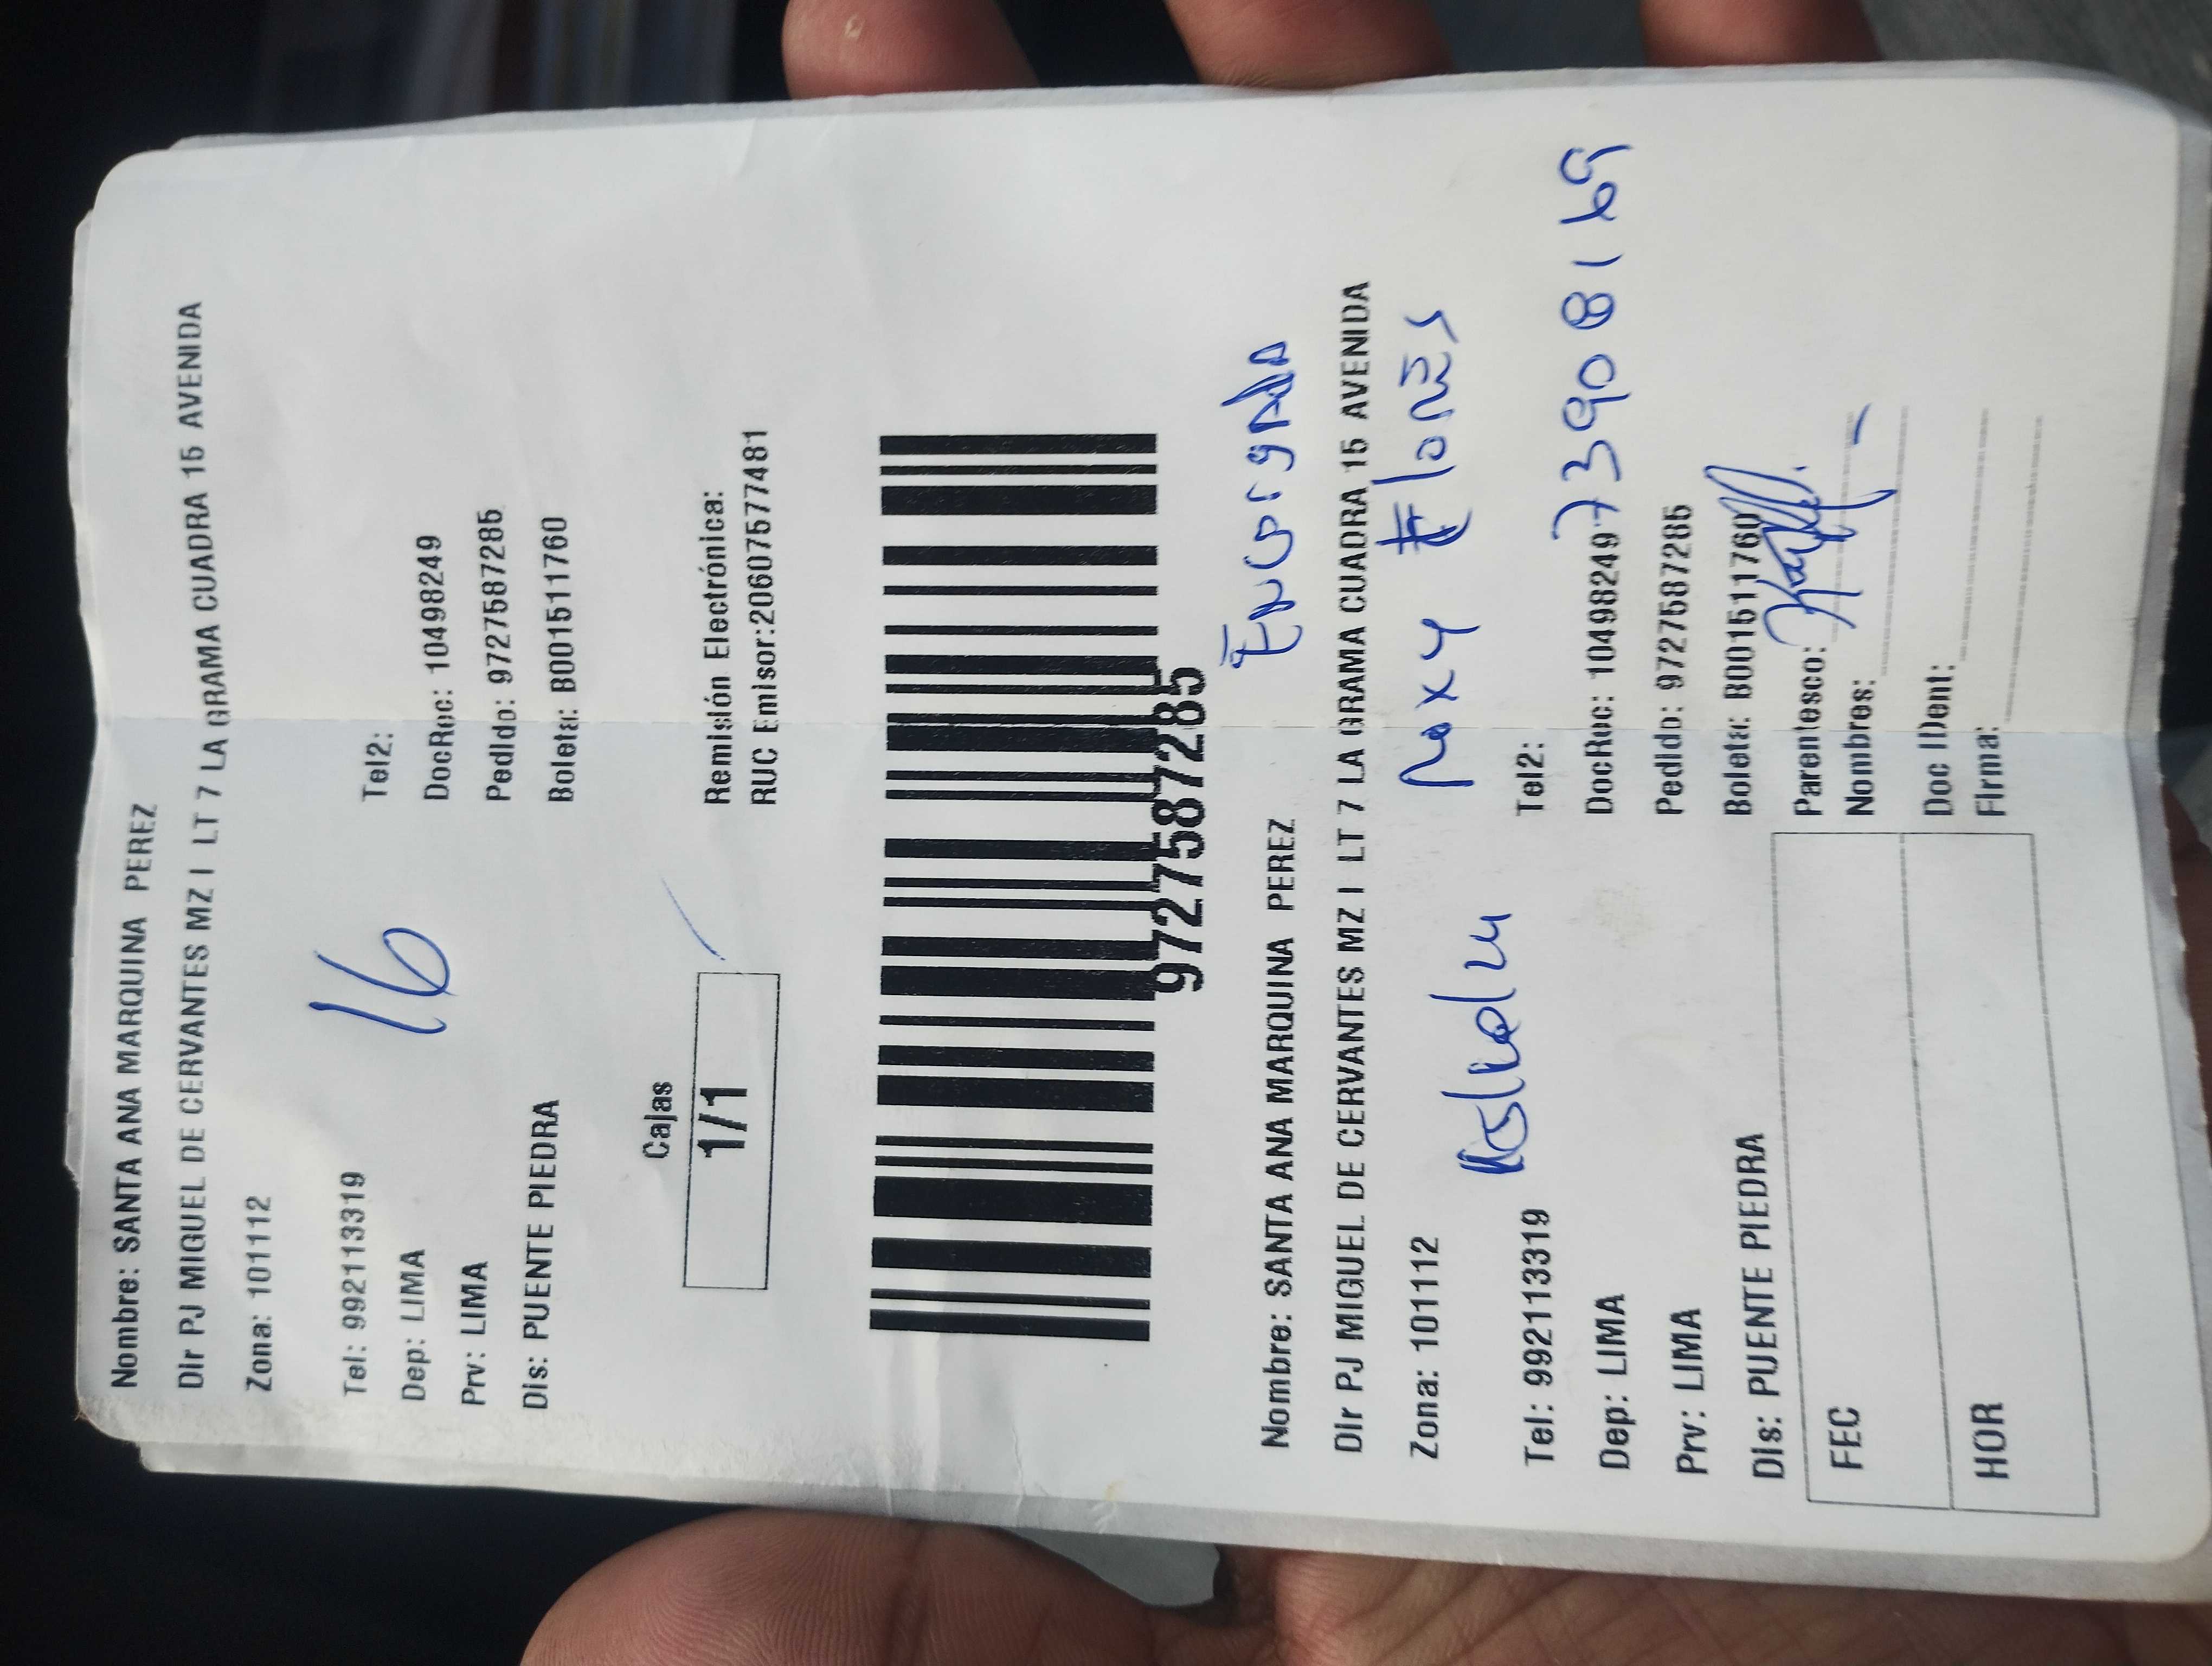 Nombre: SANTA ANA MARQUINA PEREZ
Dir PJ MIGUEL DE CERVANTES MZ I LT 7 LA GRAMA CUADRA 15 AVENIDA
Zona: 101112
16
Tel: 992113319 Tel2:
Dep: LIMA DocRec: 10498249
Prv: LIMA Pedido: 9727587285
Dis: PUENTE PIEDRA Boleta: B001511760
Cajas
1/1
Remisión Electrónica:
RUC Emisor:20607577481
9727587285
Encargada
Nombre: SANTA ANA MARQUINA PEREZ
Dir PJ MIGUEL DE CERVANTES MZ I LT 7 LA GRAMA CUADRA 15 AVENIDA
Zona: 101112 Flores
Tel: 992113319 Tel2:
73908169
Dep: LIMA DocRec: 10498249
Prv: LIMA Pedido: 9727587285
Dis: PUENTE PIEDRA Boleta: B001511760
FEC Parentesco:
Nombres:
HOR Doc IDent:
Firma: